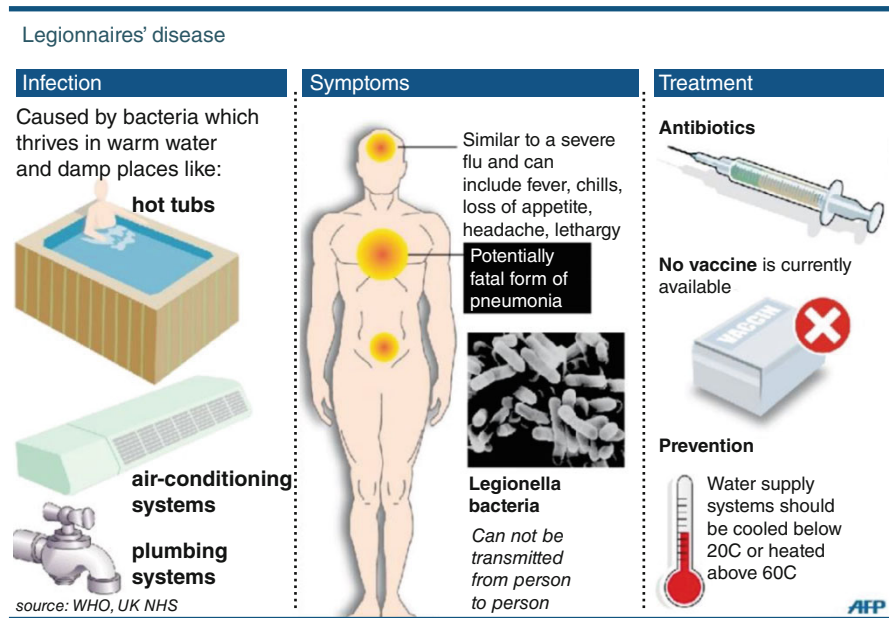 Legionnaires' disease
Infection
Caused by bacteria which
thrives in warm water
and damp places like:
hot tubs
air-conditioning
systems
plumbing
systems
source: WHO, UK NHS
Symptoms
Similar to a severe
flu and can
include fever, chills,
loss of appetite,
headache, lethargy
Potentially
fatal form of
pneumonia
Legionella
bacteria
Can not be
transmitted
from person
to person
Treatment
Antibiotics
No vaccine is currently
available
VACCIN
Prevention
Water supply
systems should
be cooled below
20C or heated
above 60C
AFP